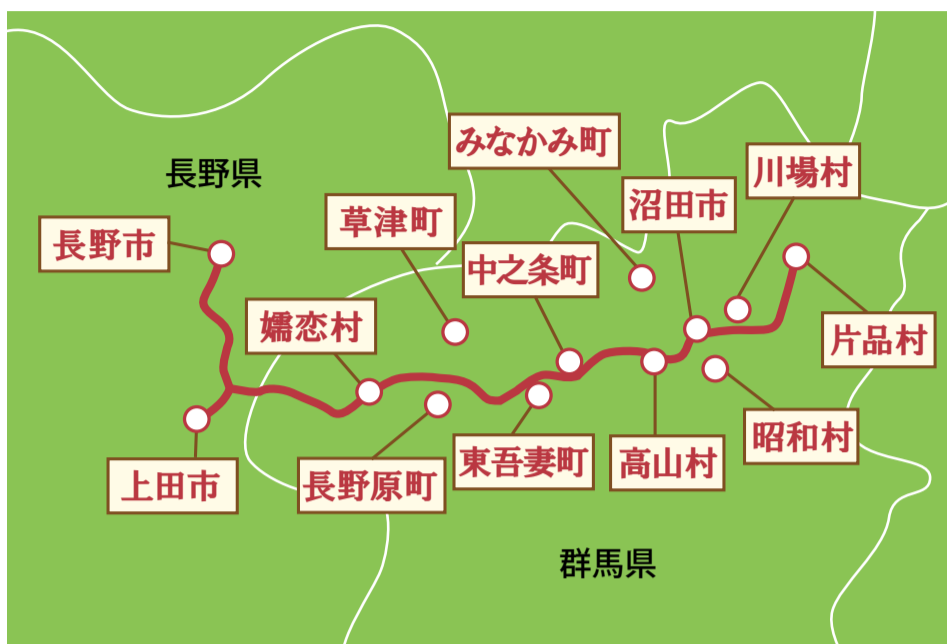 みなかみ町
川場村
長野県
沼田市
草津町
長野市
中之条町
嬬恋村
片品村
昭和村
東吾妻町
高山村
上田市
長野原町
群馬県